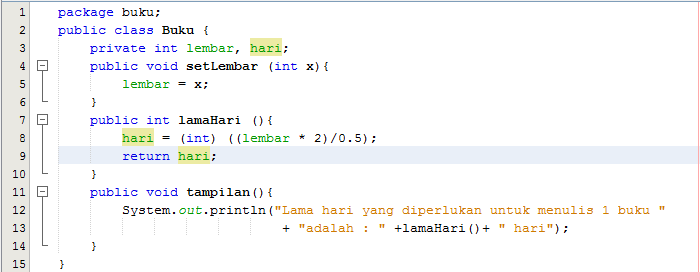 1 package buku;
2 public class Buku {
3 private int lembar, hari;
4 public void setLembar (int x){
5 lembar = x;
6 }
7 public int lamaHari (){
8 hari = (int) ((lembar * 2)/0.5);
9 return hari;
10 }
11 public void tampilan(){
12 System.out.println("Lama hari yang diperlukan untuk menulis 1 buku "
13 + "adalah : " +lamaHari()+ " hari");
14 }
15 }